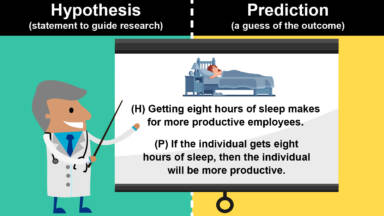 Hypothesis
(statement to guide research)
Prediction
(a guess of the outcome)
(H) Getting eight hours of sleep makes
for more productive employees.
(P) If the individual gets eight
hours of sleep, then the individual
will be more productive.